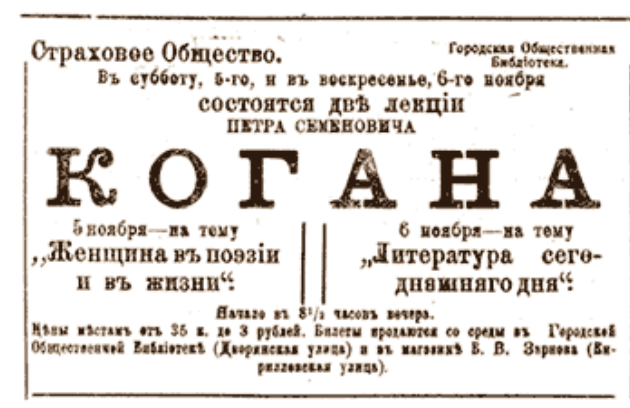 Страховое Общество.
Городская Общественная
Библіотека.
Въ субботу, 5-го, и въ воскресенье, 6-го ноября
состоятся двѣ лекціи
ПЕТРА СЕМЕНОВИЧА
КОГАНА
5 ноября—на тему
„Женщина въ поэзіи
и въ жизни“.
6 ноября—на тему
„Литература сего-
дняшняго дня“.
Начало въ 8½ часовъ вечера.
Цѣны мѣстамъ отъ 35 к. до 3 рублей. Билеты продаются со среды въ Городской
Общественной Библіотекѣ (Дворянская улица) и въ магазинѣ Б. В. (Ки-
рилловская улица).